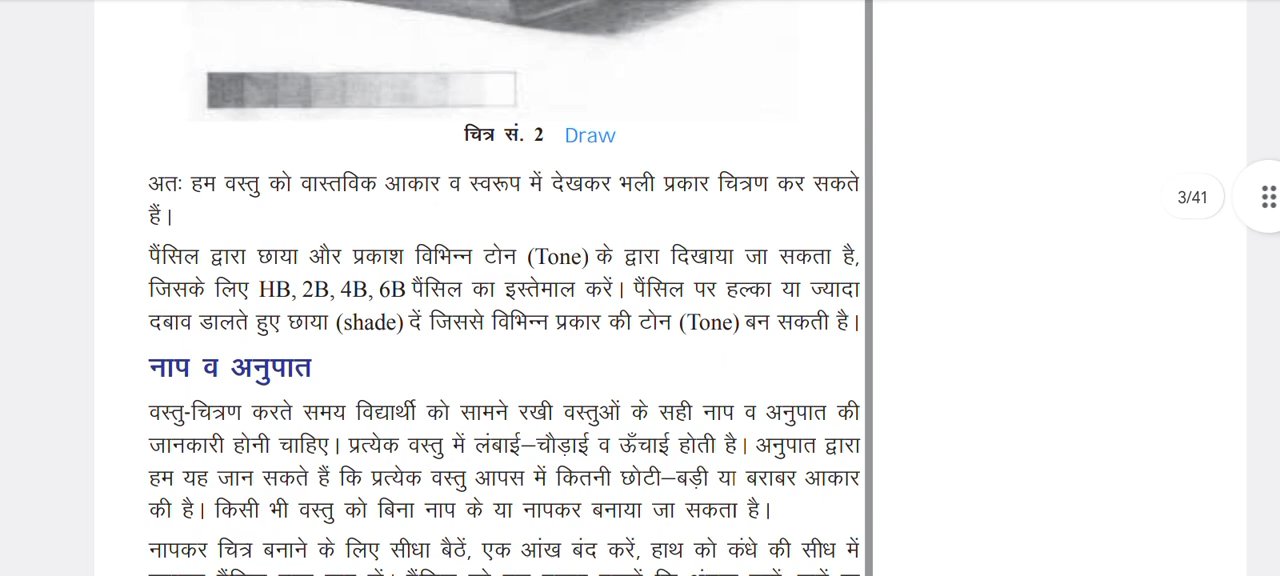 चित्र सं. 2 Draw
अतः हम वस्तु को वास्तविक आकार व स्वरूप में देखकर भली प्रकार चित्रण कर सकते
हैं।
3/41
पैंसिल द्वारा छाया और प्रकाश विभिन्न टोन (Tone) के द्वारा दिखाया जा सकता है,
जिसके लिए HB, 2B, 4B, 6B पैंसिल का इस्तेमाल करें। पैंसिल पर हल्का या ज्यादा
दबाव डालते हुए छाया (shade) दें जिससे विभिन्न प्रकार की टोन (Tone) बन सकती है।
नाप व अनुपात
वस्तु-चित्रण करते समय विद्यार्थी को सामने रखी वस्तुओं के सही नाप व अनुपात की
जानकारी होनी चाहिए। प्रत्येक वस्तु में लंबाई–चौड़ाई व ऊँचाई होती है। अनुपात द्वारा
हम यह जान सकते हैं कि प्रत्येक वस्तु आपस में कितनी छोटी–बड़ी या बराबर आकार
की है। किसी भी वस्तु को बिना नाप के या नापकर बनाया जा सकता है।
नापकर चित्र बनाने के लिए सीधा बैठें, एक आंख बंद करें, हाथ को कंधे की सीध में